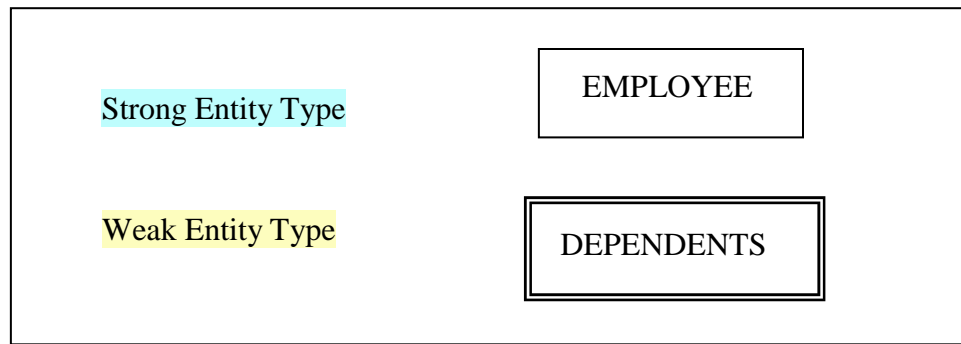 Strong Entity Type
EMPLOYEE
Weak Entity Type
DEPENDENTS